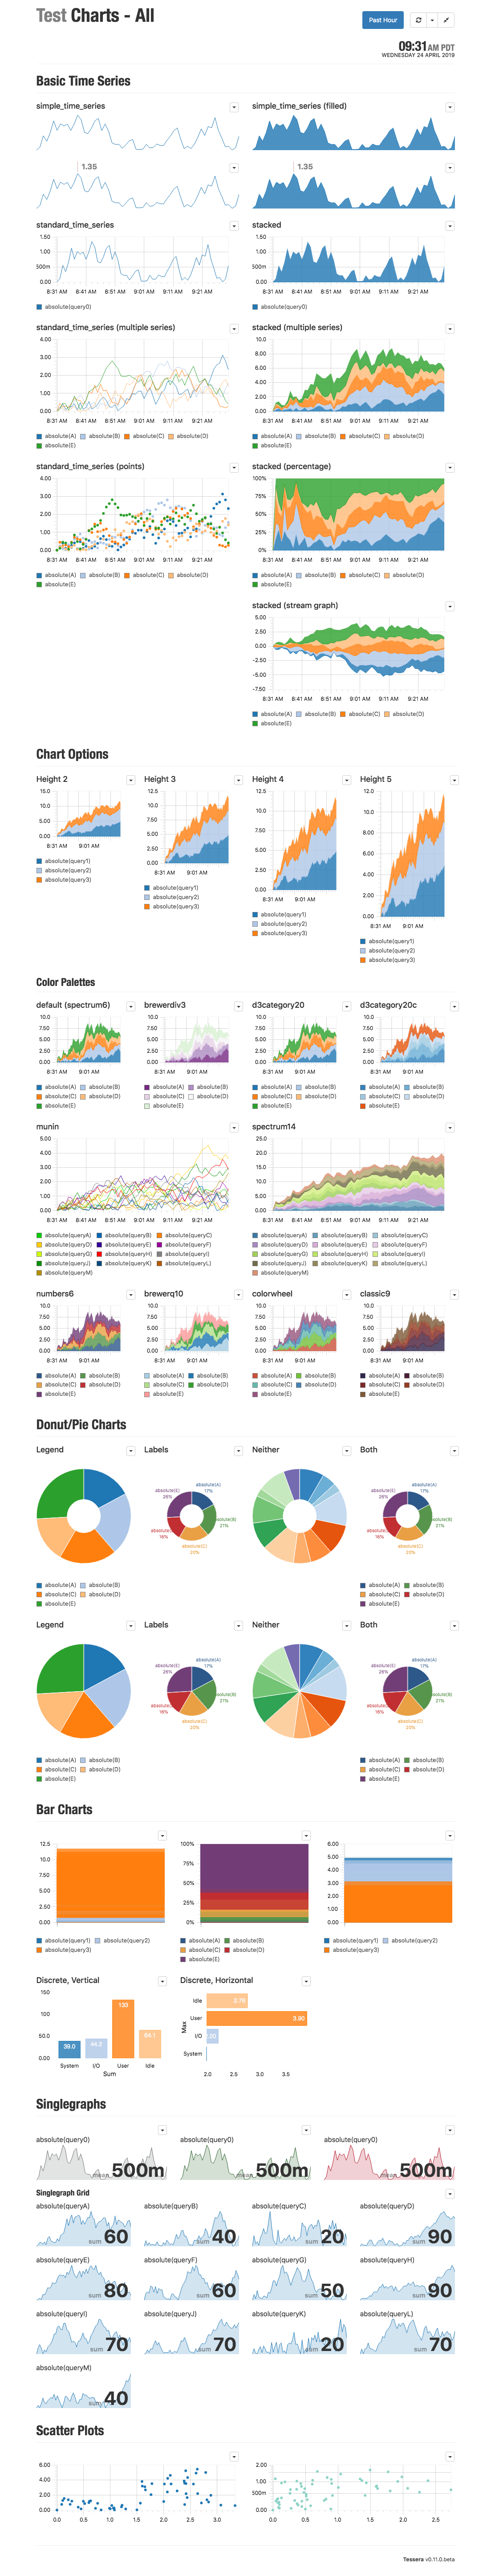 Test Charts - All
Past Hour
09:31 AM PDT
WEDNESDAY 24 APRIL 2019
Basic Time Series
simple_time_series
simple_time_series (filled)
1.35
1.35
standard_time_series
stacked
1.50
1.00
500m
0.00
8:31 AM 8:41 AM 8:51 AM 9:01 AM 9:11 AM 9:21 AM
absolute(query0)
1.50
1.00
500m
0.00
8:31 AM 8:41 AM 8:51 AM 9:01 AM 9:11 AM 9:21 AM
absolute(query0)
standard_time_series (multiple series)
stacked (multiple series)
4.00
3.00
2.00
1.00
0.00
8:31 AM 8:41 AM 8:51 AM 9:01 AM 9:11 AM 9:21 AM
absolute(A) absolute(B) absolute(C) absolute(D)
absolute(E)
10.0
8.00
6.00
4.00
2.00
0.00
8:31 AM 8:41 AM 8:51 AM 9:01 AM 9:11 AM 9:21 AM
absolute(A) absolute(B) absolute(C) absolute(D)
absolute(E)
standard_time_series (points)
stacked (percentage)
4.00
3.00
2.00
1.00
0.00
8:31 AM 8:41 AM 8:51 AM 9:01 AM 9:11 AM 9:21 AM
absolute(A) absolute(B) absolute(C) absolute(D)
absolute(E)
100%
75%
50%
25%
0%
8:31 AM 8:41 AM 8:51 AM 9:01 AM 9:11 AM 9:21 AM
absolute(A) absolute(B) absolute(C) absolute(D)
absolute(E)
stacked (stream graph)
5.00
2.50
0.00
-2.50
-5.00
-7.50
8:31 AM 8:41 AM 8:51 AM 9:01 AM 9:11 AM 9:21 AM
absolute(A) absolute(B) absolute(C) absolute(D)
absolute(E)
Chart Options
Height 2
15.0
10.0
5.00
0.00
8:31 AM 9:01 AM
absolute(query1)
absolute(query2)
absolute(query3)
Height 3
12.5
10.0
7.50
5.00
2.50
0.00
8:31 AM 9:01 AM
absolute(query1)
absolute(query2)
absolute(query3)
Height 4
12.5
10.0
7.50
5.00
2.50
0.00
8:31 AM 9:01 AM
absolute(query1)
absolute(query2)
absolute(query3)
Height 5
12.0
10.0
8.00
6.00
4.00
2.00
0.00
8:31 AM 9:01 AM
absolute(query1)
absolute(query2)
absolute(query3)
Color Palettes
default (spectrum6)
10.0
7.50
5.00
2.50
0.00
8:31 AM 9:01 AM
absolute(A) absolute(B)
absolute(C) absolute(D)
absolute(E)
brewerdiv3
10.0
7.50
5.00
2.50
0.00
8:31 AM 9:01 AM
absolute(A) absolute(B)
absolute(C) absolute(D)
absolute(E)
d3category20
10.0
7.50
5.00
2.50
0.00
8:31 AM 9:01 AM
absolute(A) absolute(B)
absolute(C) absolute(D)
absolute(E)
d3category20c
10.0
7.50
5.00
2.50
0.00
8:31 AM 9:01 AM
absolute(A) absolute(B)
absolute(C) absolute(D)
absolute(E)
munin
5.00
4.00
3.00
2.00
1.00
0.00
8:31 AM 8:41 AM 8:51 AM 9:01 AM 9:11 AM 9:21 AM
absolute(queryA) absolute(queryB) absolute(queryC)
absolute(queryD) absolute(queryE) absolute(queryF)
absolute(queryG) absolute(queryH) absolute(queryI)
absolute(queryJ) absolute(queryK) absolute(queryL)
absolute(queryM)
spectrum14
25.0
20.0
15.0
10.0
5.00
0.00
8:31 AM 8:41 AM 8:51 AM 9:01 AM 9:11 AM 9:21 AM
absolute(queryA) absolute(queryB) absolute(queryC)
absolute(queryD) absolute(queryE) absolute(queryF)
absolute(queryG) absolute(queryH) absolute(queryI)
absolute(queryJ) absolute(queryK) absolute(queryL)
absolute(queryM)
numbers6
10.0
7.50
5.00
2.50
0.00
8:31 AM 9:01 AM
absolute(A) absolute(B)
absolute(C) absolute(D)
absolute(E)
brewerq10
10.0
7.50
5.00
2.50
0.00
8:31 AM 9:01 AM
absolute(A) absolute(B)
absolute(C) absolute(D)
absolute(E)
colorwheel
10.0
7.50
5.00
2.50
0.00
8:31 AM 9:01 AM
absolute(A) absolute(B)
absolute(C) absolute(D)
absolute(E)
classic9
10.0
7.50
5.00
2.50
0.00
8:31 AM 9:01 AM
absolute(A) absolute(B)
absolute(C) absolute(D)
absolute(E)
Donut/Pie Charts
Legend
absolute(A) absolute(B)
absolute(C) absolute(D)
absolute(E)
Labels
absolute(E)
26%
absolute(A)
17%
21%
16%
absolute(C)
20%
Neither
Both
absolute(E)
26%
absolute(A)
17%
21%
16%
absolute(C)
20%
absolute(A) absolute(B)
absolute(C) absolute(D)
absolute(E)
Legend
absolute(A) absolute(B)
absolute(C) absolute(D)
absolute(E)
Labels
absolute(E)
26%
absolute(A)
17%
21%
16%
absolute(C)
20%
Neither
Both
absolute(E)
26%
absolute(A)
17%
21%
16%
absolute(C)
20%
absolute(A) absolute(B)
absolute(C) absolute(D)
absolute(E)
Bar Charts
12.5
10.0
7.50
5.00
2.50
0.00
absolute(query1) absolute(query2)
absolute(query3)
100%
75%
50%
25%
0%
absolute(A) absolute(B)
absolute(C) absolute(D)
absolute(E)
6.00
5.00
4.00
3.00
2.00
1.00
0.00
absolute(query1) absolute(query2)
absolute(query3)
Discrete, Vertical
150
100
50.0
0.00
39.0
44.2
133
64.1
System I/O User Idle
Sum
Discrete, Horizontal
Max
Idle 2.78
User 3.90
I/O
System
2.0 2.5 3.0 3.5
Singlegraphs
absolute(query0)
mean 500m
absolute(query0)
mean 500m
absolute(query0)
mean 500m
Singlegraph Grid
absolute(queryA)
sum 60
absolute(queryB)
sum 40
absolute(queryC)
sum 20
absolute(queryD)
sum 90
absolute(queryE)
sum 80
absolute(queryF)
sum 60
absolute(queryG)
sum 50
absolute(queryH)
sum 90
absolute(queryI)
sum 70
absolute(queryJ)
sum 70
absolute(queryK)
sum 20
absolute(queryL)
sum 70
absolute(queryM)
sum 40
Scatter Plots
6.00
4.00
2.00
0.00
0.0 0.5 1.0 1.5 2.0 2.5 3.0
2.00
1.00
500m
0.00
0.0 0.5 1.0 1.5 2.0 2.5
Tessera v0.11.0.beta